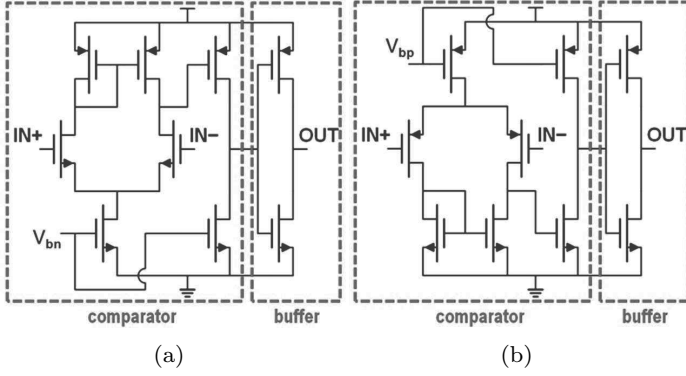 IN+
IN−
OUT
V_bn
comparator
buffer
(a)
V_bp
IN+
IN−
OUT
comparator
buffer
(b)